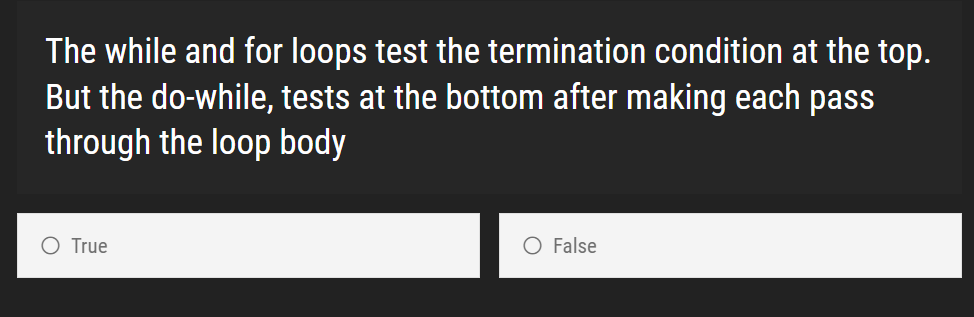 The while and for loops test the termination condition at the top.
But the do-while, tests at the bottom after making each pass
through the loop body
True
False